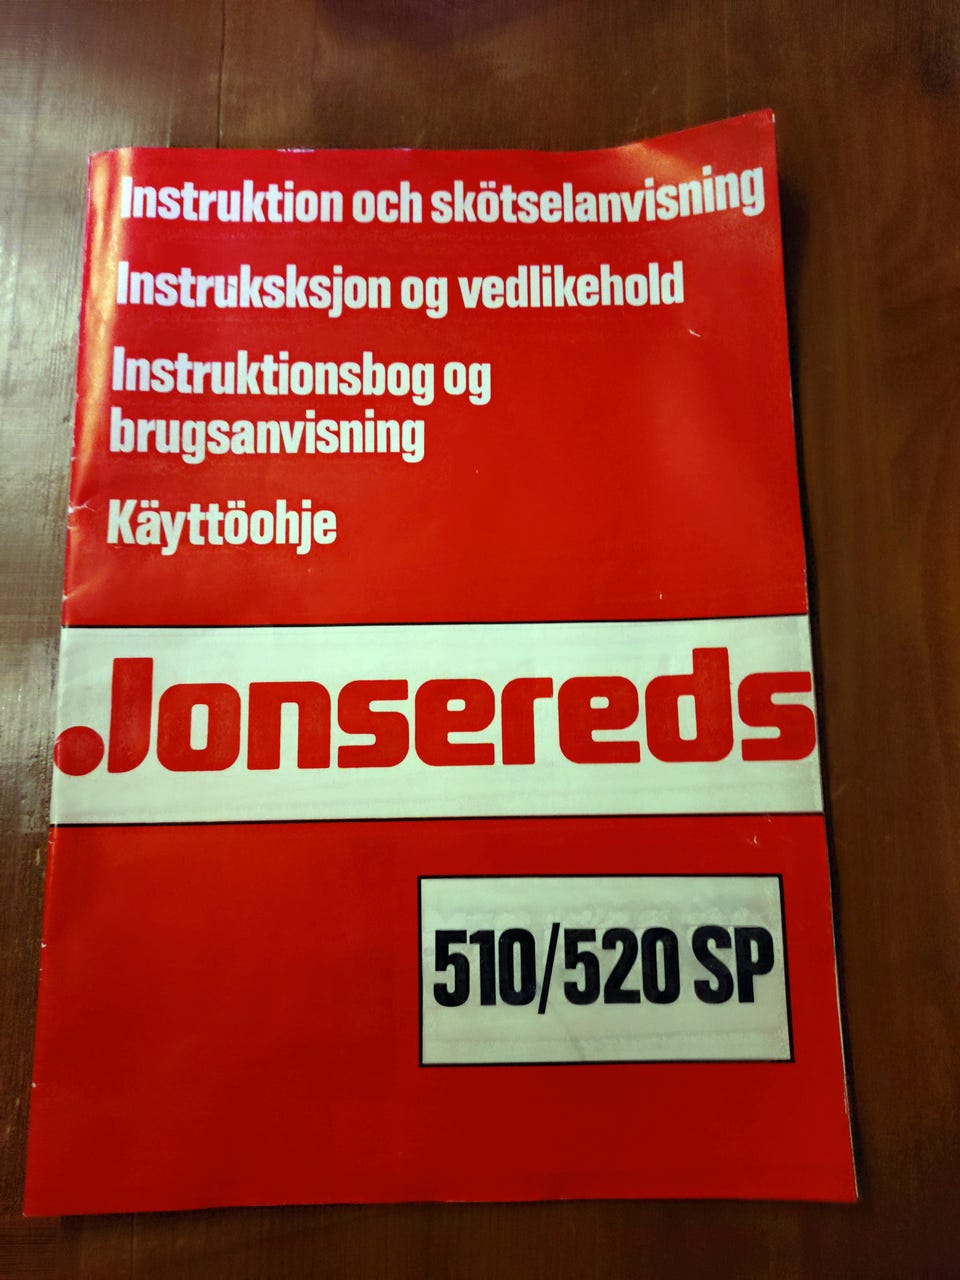 Instruktion och skötselanvisning
Instruksksjon og vedlikehold
Instruktionsbog og
brugsanvisning
Käyttöohje
Jonsereds
510/520 SP